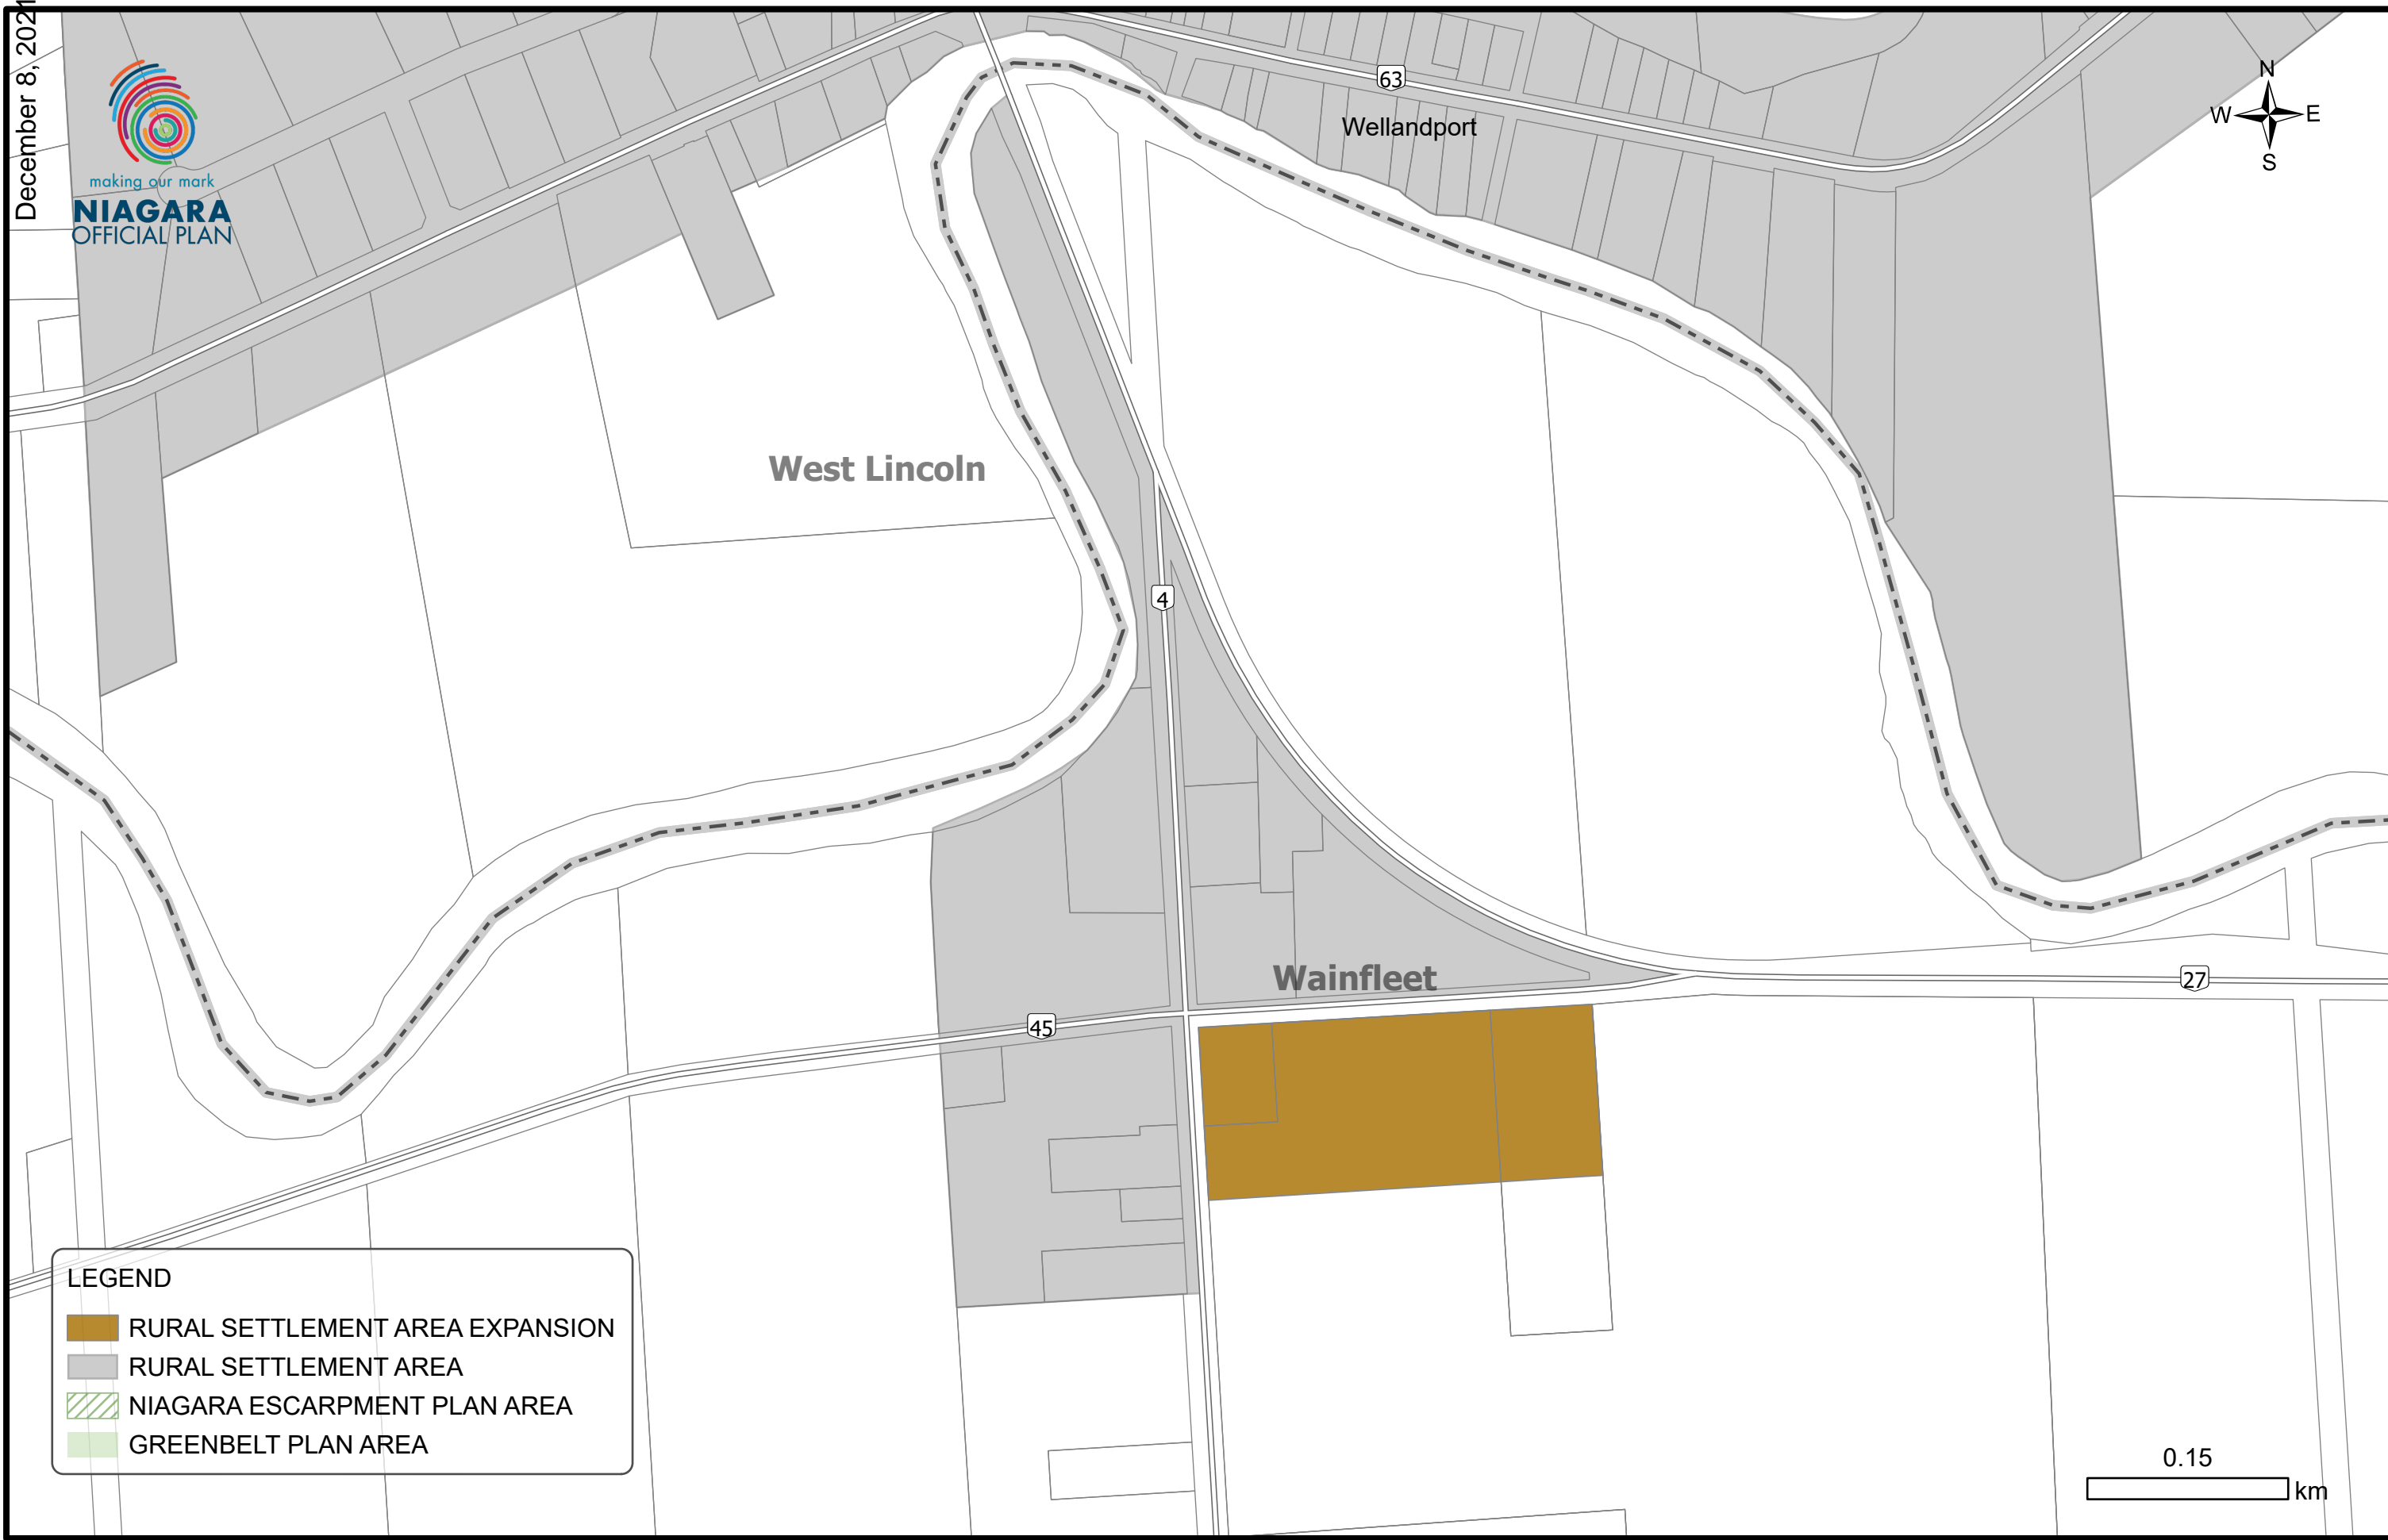 December 8, 2021
making our mark
NIAGARA
OFFICIAL PLAN
63
Wellandport
N
W E
S
West Lincoln
4
Wainfleet
27
45
LEGEND
RURAL SETTLEMENT AREA EXPANSION
RURAL SETTLEMENT AREA
NIAGARA ESCARPMENT PLAN AREA
GREENBELT PLAN AREA
0.15
km